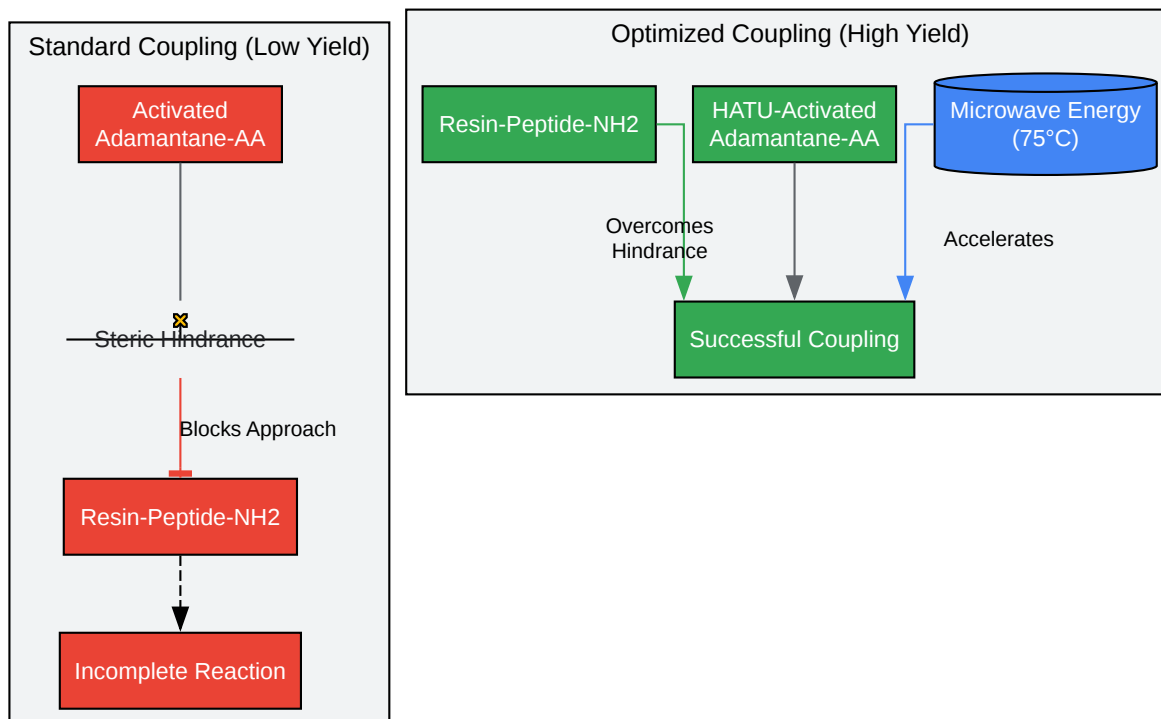 Standard Coupling (Low Yield)
Activated
Adamantane-AA
Steric Hindrance
Blocks Approach
Resin-Peptide-NH2
Incomplete Reaction
Optimized Coupling (High Yield)
Resin-Peptide-NH2
HATU-Activated
Adamantane-AA
Microwave Energy
(75°C)
Overcomes
Hindrance
Accelerates
Successful Coupling